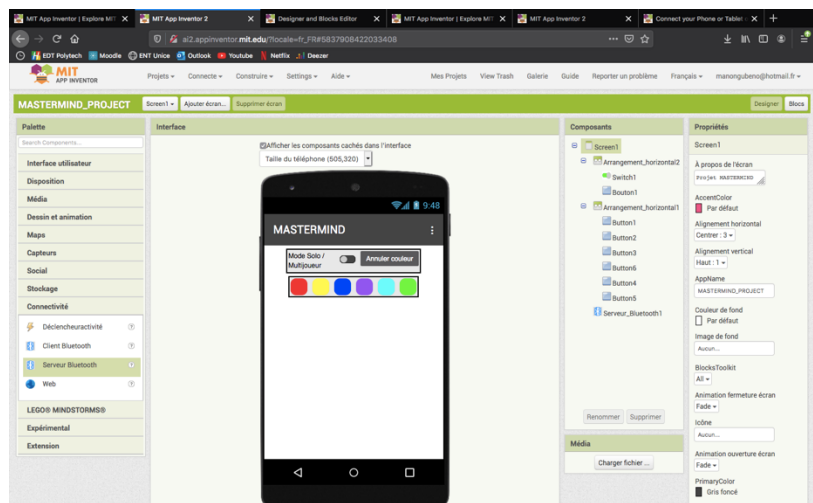 MIT App Inventor | Explore MIT
MIT App Inventor 2
Designer and Blocks Editor
MIT App Inventor | Explore MIT
MIT App Inventor 2
Connect your Phone or Tablet
ai2.appinventor.mit.edu/?locale=fr_FR#5837908422033408
EDT Polytech Moodle ENT Unice Outlook Youtube Netflix Deezer
MIT
APP INVENTOR
Projets Connecte Construire Settings Aide Mes Projets View Trash Galerie Guide Reporter un problème Français manongubeno@hotmail.fr
MASTERMIND_PROJECT Screen1 Ajouter écran... Supprimer écran Designer Blocs
Palette
Search Components...
Interface utilisateur
Disposition
Média
Dessin et animation
Maps
Capteurs
Social
Stockage
Connectivité
Déclencheuractivité
Client Bluetooth
Serveur Bluetooth
Web
LEGO® MINDSTORMS®
Expérimental
Extension
Interface
Afficher les composants cachés dans l'interface
Taille du téléphone (505,320)
9:48
MASTERMIND
Mode Solo /
Multijoueur
Annuler couleur
Composants
Screen1
Arrangement_horizontal2
Switch1
Bouton1
Arrangement_horizontal1
Button1
Button2
Button3
Button6
Button4
Button5
Serveur_Bluetooth1
Renommer Supprimer
Média
Charger fichier ...
Propriétés
Screen1
À propos de l'écran
Projet MASTERMIND
AccentColor
Par défaut
Alignement horizontal
Centrer : 3
Alignement vertical
Haut : 1
AppName
MASTERMIND_PROJECT
Couleur de fond
Par défaut
Image de fond
Aucun...
BlocksToolkit
All
Animation fermeture écran
Fade
Icône
Aucun...
Animation ouverture écran
Fade
PrimaryColor
Gris foncé